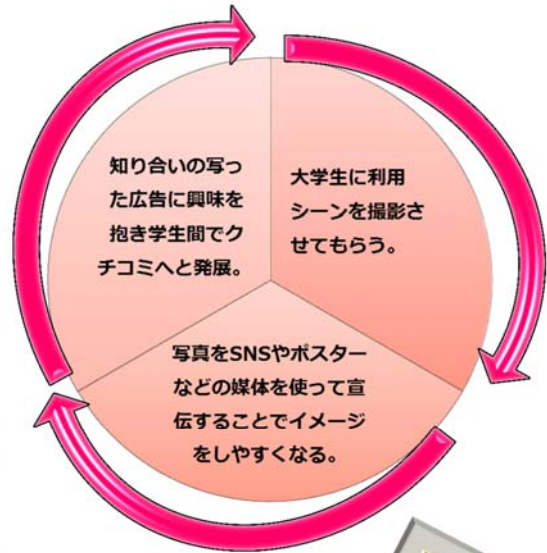 知り合いの写っ
た広告に興味を
抱き学生間でク
チコミへと発展。
大学生に利用
シーンを撮影さ
せてもらう。
写真をSNSやポスター
などの媒体を使って宣
伝することでイメージ
をしやすくなる。